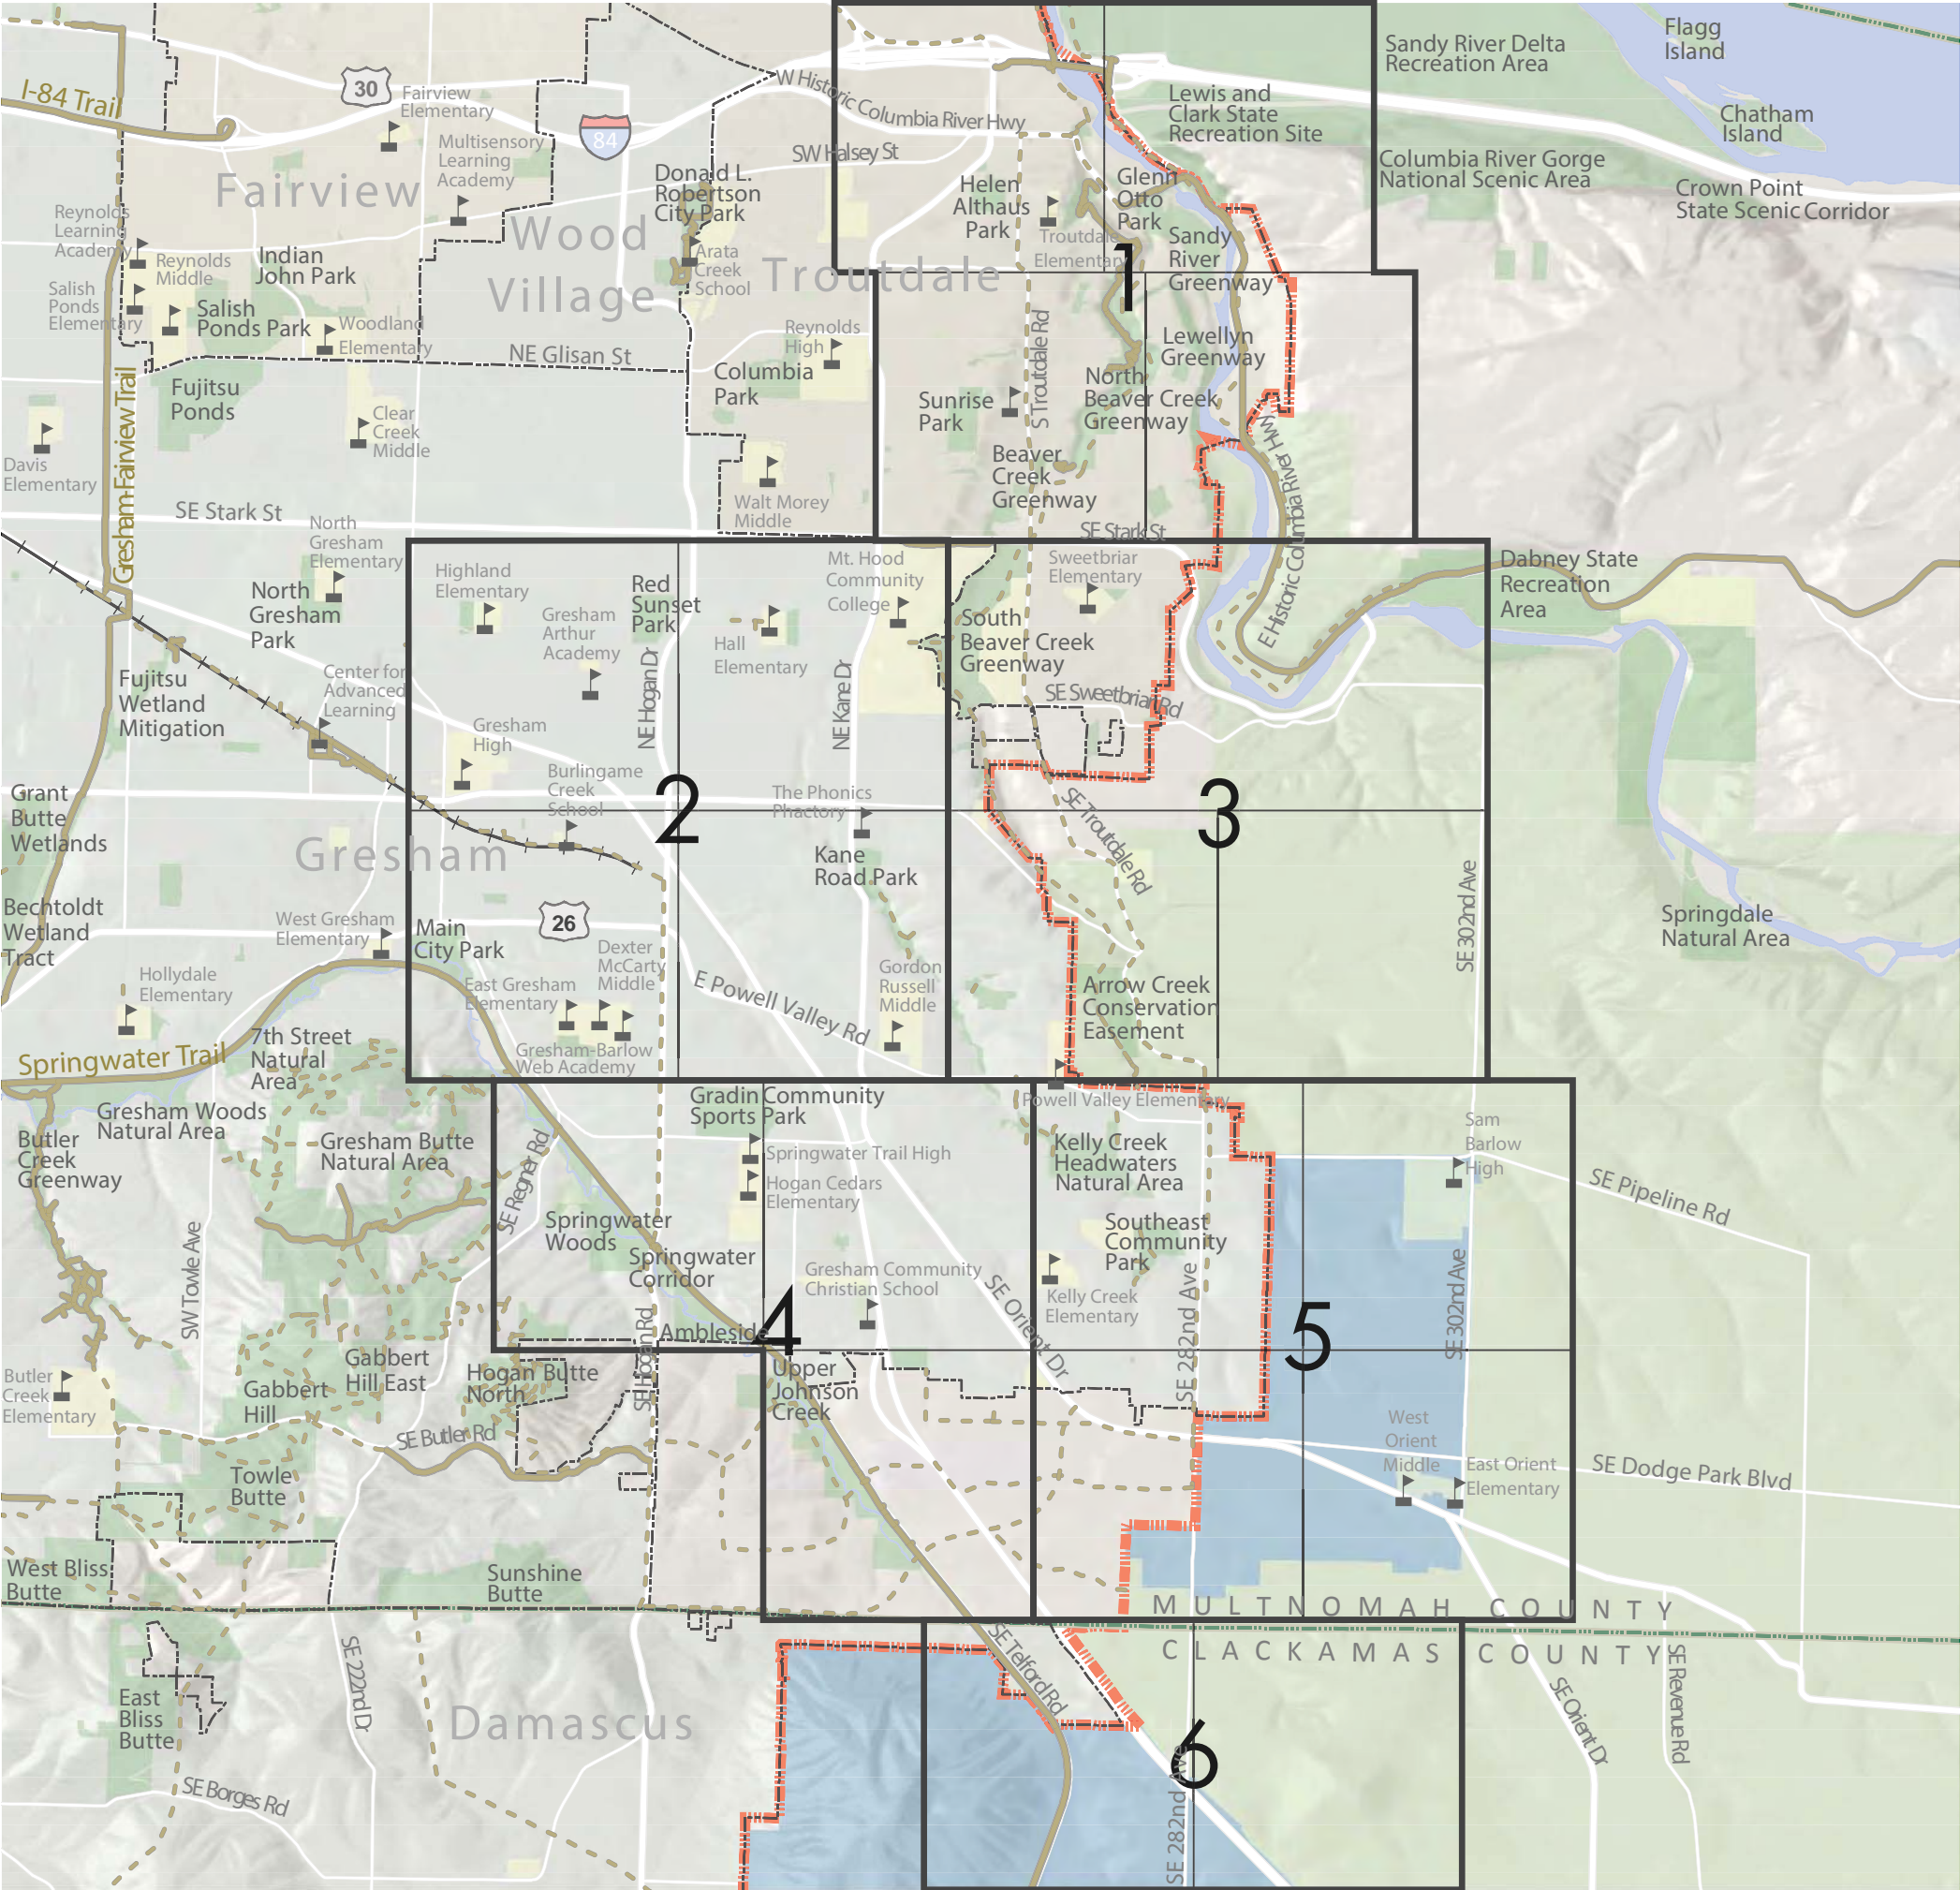 Flagg
Island
Sandy River Delta
Recreation Area
30
I-84 Trail
Fairview
Elementary
84
W Historic Columbia River Hwy
Lewis and
Clark State
Recreation Site
Chatham
Island
Multisensory
Learning
Academy
SW Halsey St
Columbia River Gorge
National Scenic Area
Crown Point
State Scenic Corridor
Fairview
Donald L.
Robertson
City Park
Helen
Althaus
Park
Glenn
Otto
Park
Reynolds
Learning
Academy
Wood
Village
Troutdale
Elementary
Sandy
River
Greenway
Reynolds
Middle
Indian
John Park
Arata
Creek
School
Troutdale
1
Salish
Ponds
Elementary
Salish
Ponds Park
Woodland
Elementary
Reynolds
High
S Troutdale Rd
Lewellyn
Greenway
NE Glisan St
Columbia
Park
Fujitsu
Ponds
Gresham-Fairview Trail
Sunrise
Park
North
Beaver Creek
Greenway
Clear
Creek
Middle
Davis
Elementary
Beaver
Creek
Greenway
E Historic Columbia River Hwy
Walt Morey
Middle
SE Stark St
SE Stark St
North
Gresham
Elementary
Highland
Elementary
Mt. Hood
Community
College
Sweetbriar
Elementary
Dabney State
Recreation
Area
North
Gresham
Park
Gresham
Arthur
Academy
Red
Sunset
Park
Hall
Elementary
South
Beaver Creek
Greenway
Fujitsu
Wetland
Mitigation
Center for
Advanced
Learning
NE Hogan Dr
NE Kane Dr
SE Sweetbriar Rd
Gresham
High
Burlingame
Creek
School
The Phonics
Phactory
2
3
Grant
Butte
Wetlands
SE Troutdale Rd
Gresham
Kane
Road Park
SE 302nd Ave
Bechtoldt
Wetland
Tract
West Gresham
Elementary
Main
City Park
26
Springdale
Natural Area
Dexter
McCarty
Middle
Hollydale
Elementary
East Gresham
Elementary
Gordon
Russell
Middle
E Powell Valley Rd
Arrow Creek
Conservation
Easement
Gresham-Barlow
Web Academy
Springwater Trail
7th Street
Natural
Area
Gradin Community
Sports Park
Powell Valley Elementary
Gresham Woods
Natural Area
Butler
Creek
Greenway
Gresham Butte
Natural Area
SE Regner Rd
Springwater Trail High
Hogan Cedars
Elementary
Kelly Creek
Headwaters
Natural Area
Sam
Barlow
High
SE Pipeline Rd
Springwater
Woods
Springwater
Corridor
Southeast
Community
Park
SW Towle Ave
Gresham Community
Christian School
SE Orient Dr
Kelly Creek
Elementary
SE 282nd Ave
SE 302nd Ave
SE Hogan Rd
Ambleside
4
5
Butler
Creek
Elementary
Gabbert
Hill
Gabbert
Hill East
Hogan Butte
North
Upper
Johnson
Creek
SE Butler Rd
West
Orient
Middle
East Orient
Elementary
SE Dodge Park Blvd
Towle
Butte
West Bliss
Butte
Sunshine
Butte
MULTNOMAH COUNTY
CLACKAMAS COUNTY
SE Telford Rd
SE 222nd Dr
East
Bliss
Butte
Damascus
6
SE 282nd Ave
SE Orient Dr
SE Revenue Rd
SE Borges Rd